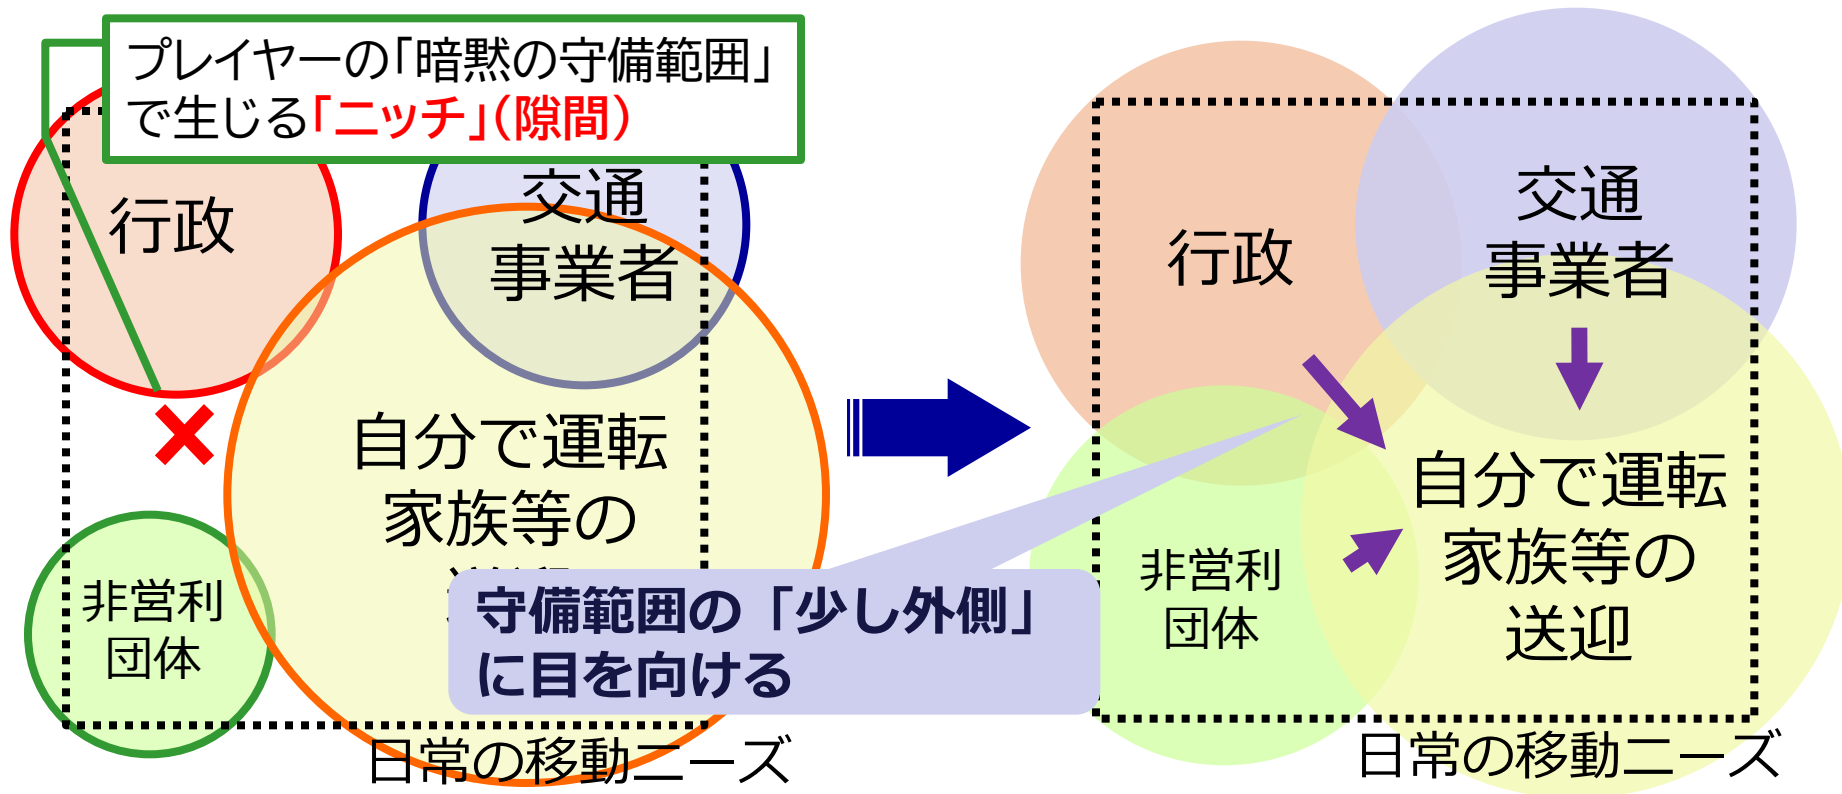 プレイヤーの「暗黙の守備範囲」
で生じる「ニッチ」（隙間）
行政
交通
事業者
自分で運転
家族等の
非営利
団体
日常の移動ニーズ
守備範囲の「少し外側」
に目を向ける
行政
交通
事業者
自分で運転
家族等の
送迎
非営利
団体
日常の移動ニーズ